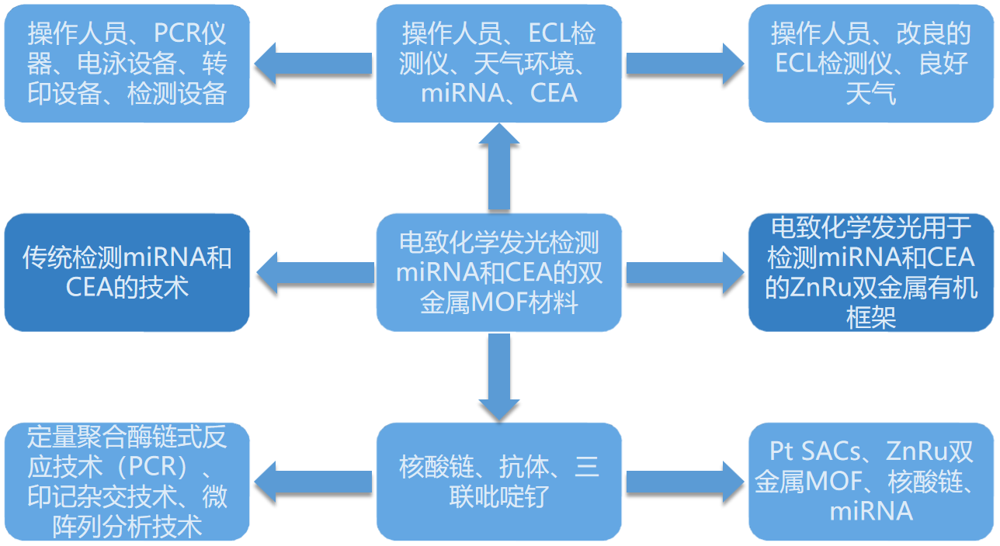 操作人员、PCR仪
器、电泳设备、转
印设备、检测设备
操作人员、ECL检
测仪、天气环境、
miRNA、CEA
操作人员、改良的
ECL检测仪、良好
天气
传统检测miRNA和
CEA的技术
电致化学发光检测
miRNA和CEA的双
金属MOF材料
电致化学发光用于
检测miRNA和CEA
的ZnRu双金属有机
框架
定量聚合酶链式反
应技术（PCR）、
印记杂交技术、微
阵列分析技术
核酸链、抗体、三
联吡啶钌
Pt SACs、ZnRu双
金属MOF、核酸链、
miRNA